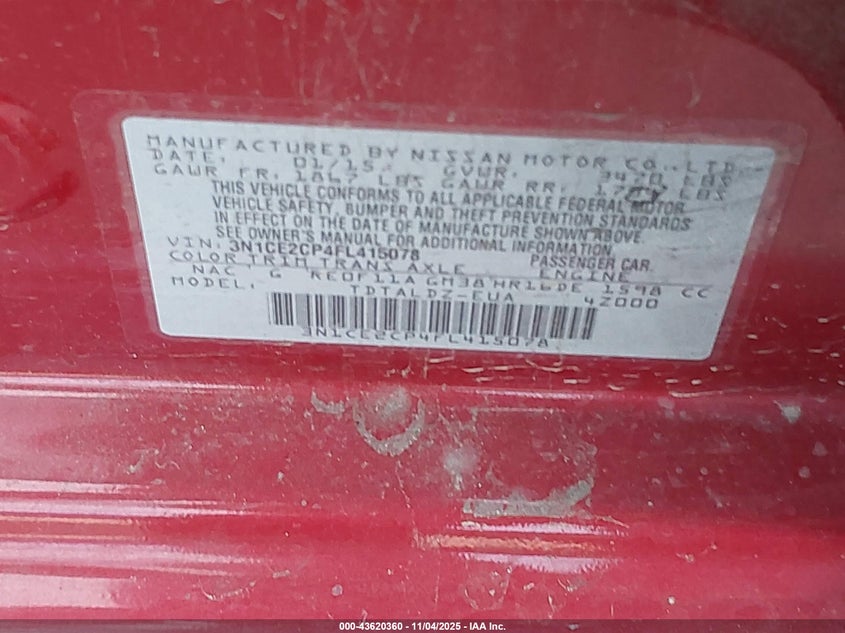 MANUFACTURED BY NISSAN MOTOR CO., LTD.
DATE: 01/15 GVWR: 3470 LBS
GAWR FR. 1867 LBS GAWR RR. LBS
THIS VEHICLE CONFORMS TO ALL APPLICABLE FEDERAL MOTOR
VEHICLE SAFETY, BUMPER AND THEFT PREVENTION STANDARDS
IN EFFECT ON THE DATE OF MANUFACTURE SHOWN ABOVE.
SEE OWNER'S MANUAL FOR ADDITIONAL INFORMATION
VIN: 3N1CE2CP4FL415078 PASSENGER CAR.
COLOR TRIM TRANS AXLE ENGINE
NAC G RE0F11A GM38 HR16DE 1598 CC
MODEL: TDTALDZ-EUA 4Z000
3N1CE2CP4FL415078
000-43620360 - 11/04/2025 - IAA Inc.